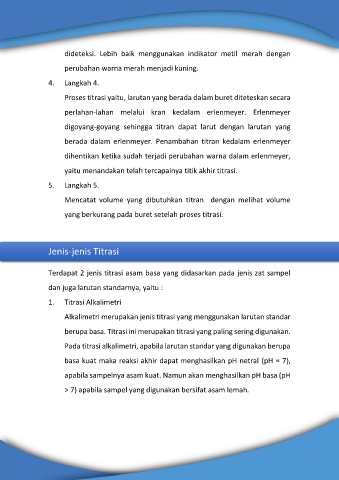 dideteksi. Lebih baik menggunakan indikator metil merah dengan
perubahan warna merah menjadi kuning.
4. Langkah 4.
Proses titrasi yaitu, larutan yang berada dalam buret diteteskan secara
perlahan-lahan melalui kran kedalam erlenmeyer. Erlenmeyer
digoyang-goyang sehingga titran dapat larut dengan larutan yang
berada dalam erlenmeyer. Penambahan titran kedalam erlenmeyer
dihentikan ketika sudah terjadi perubahan warna dalam erlenmeyer,
yaitu menandakan telah tercapainya titik akhir titrasi.
5. Langkah 5.
Mencatat volume yang dibutuhkan titran dengan melihat volume
yang berkurang pada buret setelah proses titrasi.
Jenis-jenis Titrasi
Terdapat 2 jenis titrasi asam basa yang didasarkan pada jenis zat sampel
dan juga larutan standarnya, yaitu :
1. Titrasi Alkalimetri
Alkalimetri merupakan jenis titrasi yang menggunakan larutan standar
berupa basa. Titrasi ini merupakan titrasi yang paling sering digunakan.
Pada titrasi alkalimetri, apabila larutan standar yang digunakan berupa
basa kuat maka reaksi akhir dapat menghasilkan pH netral (pH = 7),
apabila sampelnya asam kuat. Namun akan menghasilkan pH basa (pH
> 7) apabila sampel yang digunakan bersifat asam lemah.